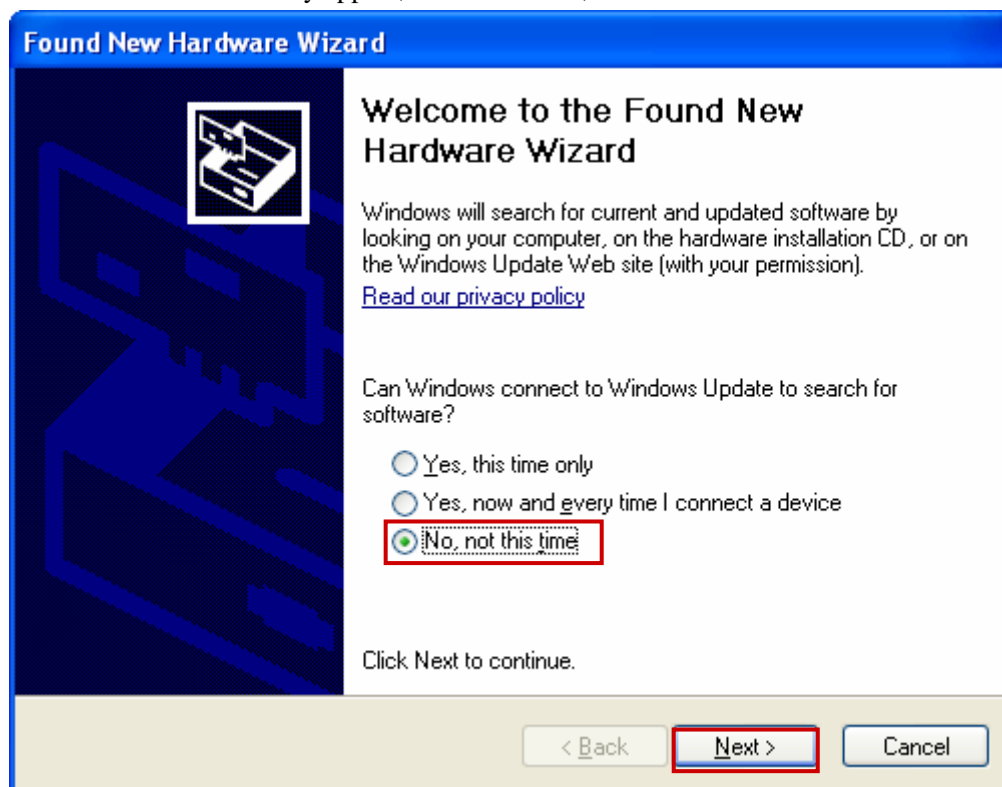 Found New Hardware Wizard
Welcome to the Found New
Hardware Wizard
Windows will search for current and updated software by
looking on your computer, on the hardware installation CD, or on
the Windows Update Web site (with your permission).
Read our privacy policy
Can Windows connect to Windows Update to search for
software?
Yes, this time only
Yes, now and every time I connect a device
No, not this time
Click Next to continue.
< Back Next > Cancel